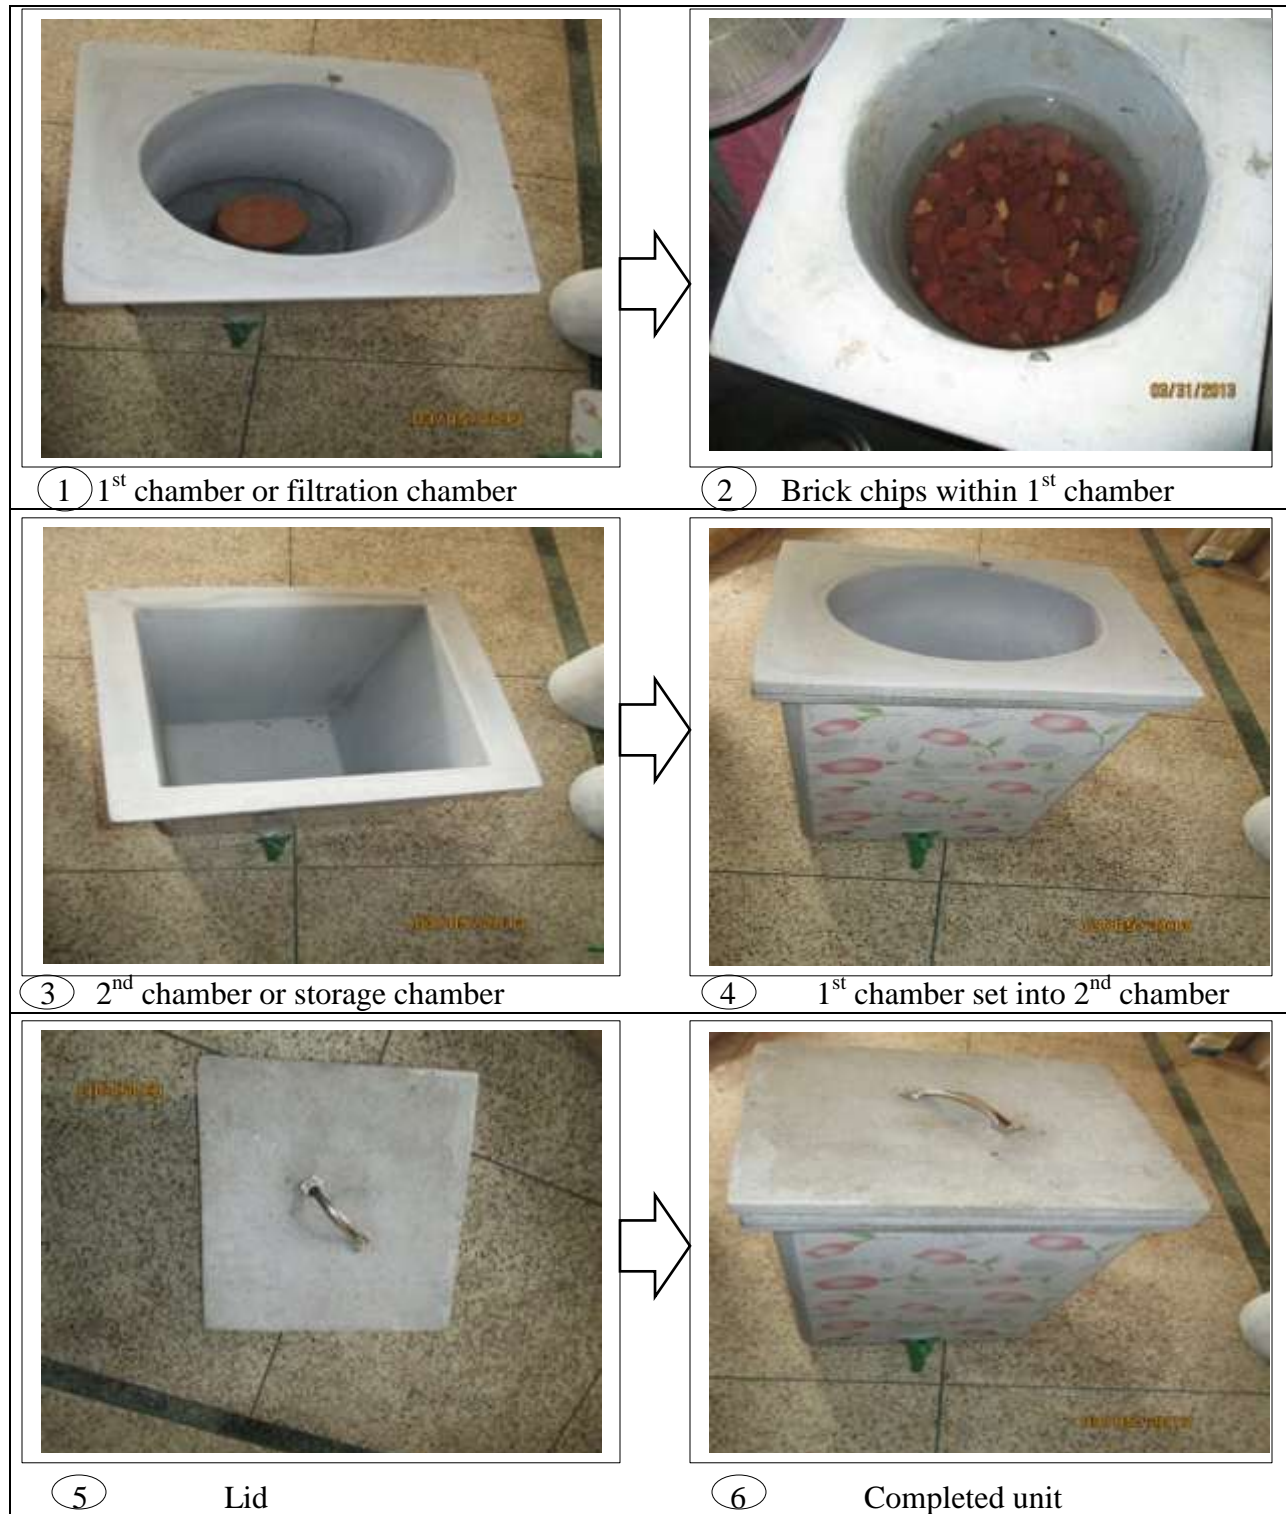 03/31/2013
1 1st chamber or filtration chamber
2 Brick chips within 1st chamber
3 2nd chamber or storage chamber
4 1st chamber set into 2nd chamber
5 Lid
6 Completed unit